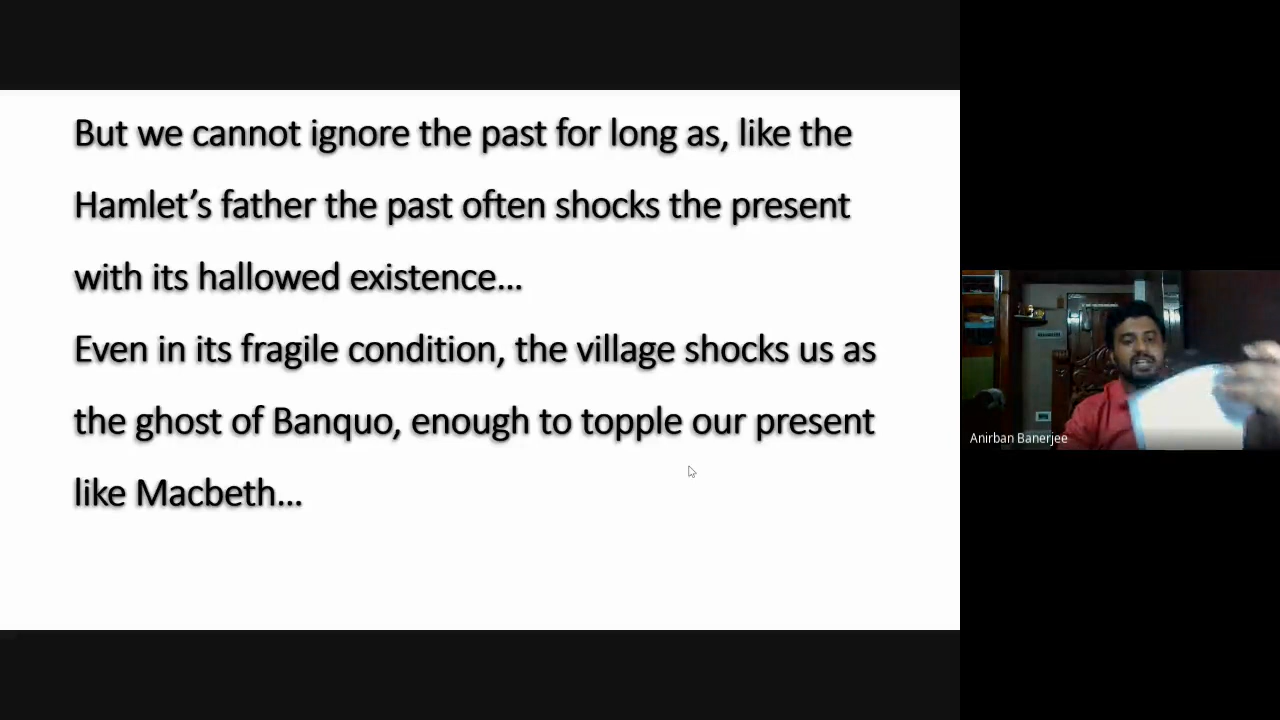 But we cannot ignore the past for long as, like the
Hamlet’s father the past often shocks the present
with its hallowed existence...
Even in its fragile condition, the village shocks us as
the ghost of Banquo, enough to topple our present
like Macbeth...
Anirban Banerjee